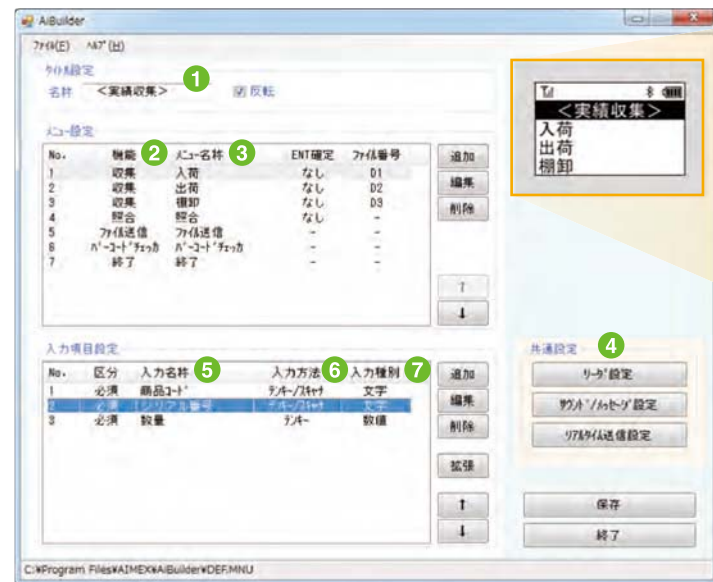 AiBuilder
ﾌｧｲﾙ(F) ﾍﾙﾌﾟ(H)
ﾀｲﾄﾙ設定
1
名称 <実績収集> 反転
ﾒﾆｭｰ設定
No. 機能 2 ﾒﾆｭｰ名称 3 ENT確定 ﾌｧｲﾙ番号
1 収集 入荷 なし D1
2 収集 出荷 なし D2
3 収集 棚卸 なし D3
4 照合 照合 なし -
5 ﾌｧｲﾙ送信 ﾌｧｲﾙ送信 - -
6 ﾊﾞｰｺｰﾄﾞﾁｪｯｶ ﾊﾞｰｺｰﾄﾞﾁｪｯｶ - -
7 終了 終了 - -
追加
編集
削除
↑
↓
<実績収集>
入荷
出荷
棚卸
入力項目設定
No. 区分 入力名称 5 入力方法 6 入力種別 7
1 必須 商品ｺｰﾄﾞ ﾃﾝｷｰ/ｽｷｬﾅ 文字
2 必須 シリアル番号 ﾃﾝｷｰ/ｽｷｬﾅ 文字
3 必須 数量 ﾃﾝｷｰ 数値
追加
編集
削除
拡張
↑
↓
共通設定 4
ﾘｰﾀﾞ設定
ｻｳﾝﾄﾞ/ﾒｯｾｰｼﾞ設定
ﾘｱﾙﾀｲﾑ送信設定
保存
終了
C:¥Program Files¥AIMEX¥AiBuilder¥DEF.MNU